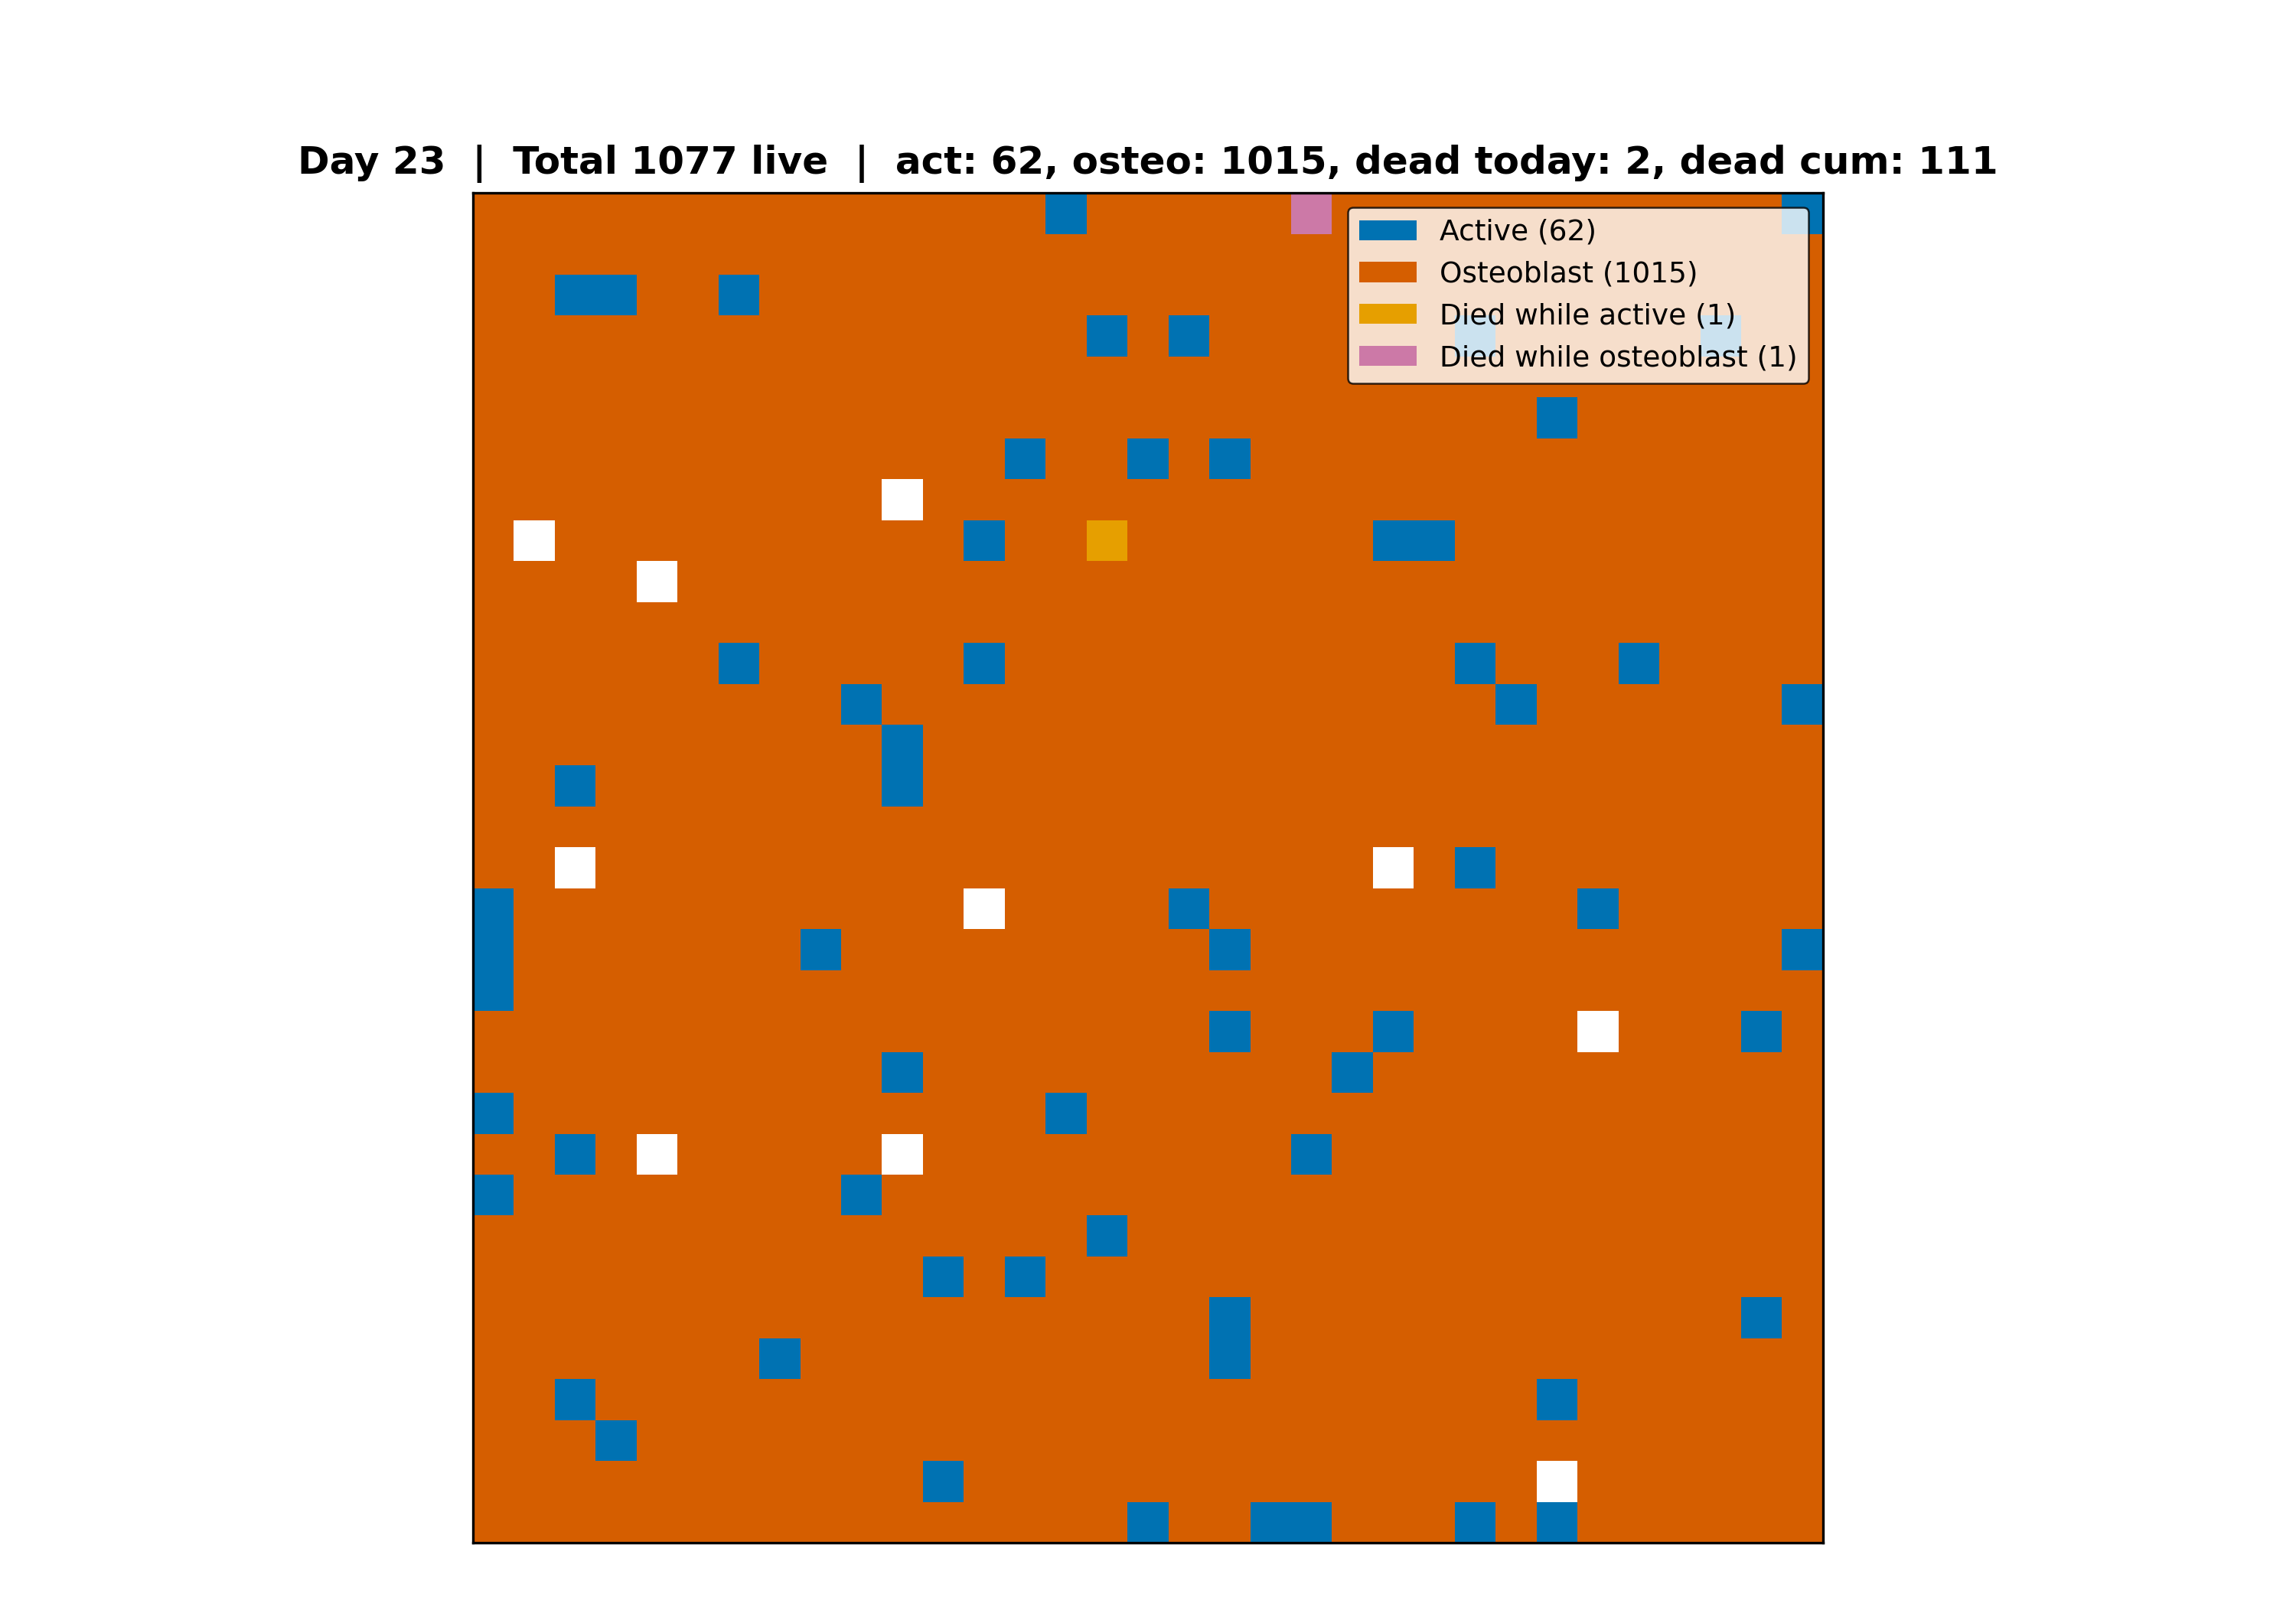 Day 23 | Total 1077 live | act: 62, osteo: 1015, dead today: 2, dead cum: 111
Active (62)
Osteoblast (1015)
Died while active (1)
Died while osteoblast (1)